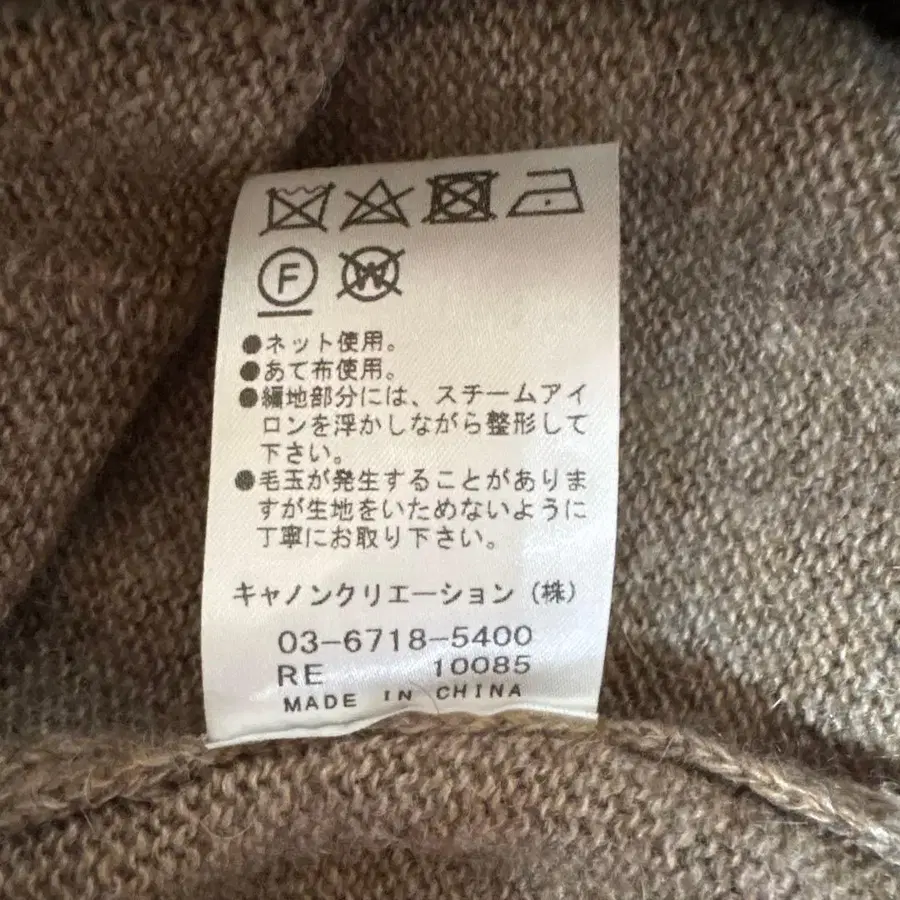 F W
●ネット使用。
●あて布使用。
●編地部分には、スチームアイ
ロンを浮かしながら整形して
下さい。
●毛玉が発生することがありま
すが生地をいためないように
丁寧にお取り下さい。
キャノンクリエーション(株)
03-6718-5400
RE 10085
MADE IN CHINA